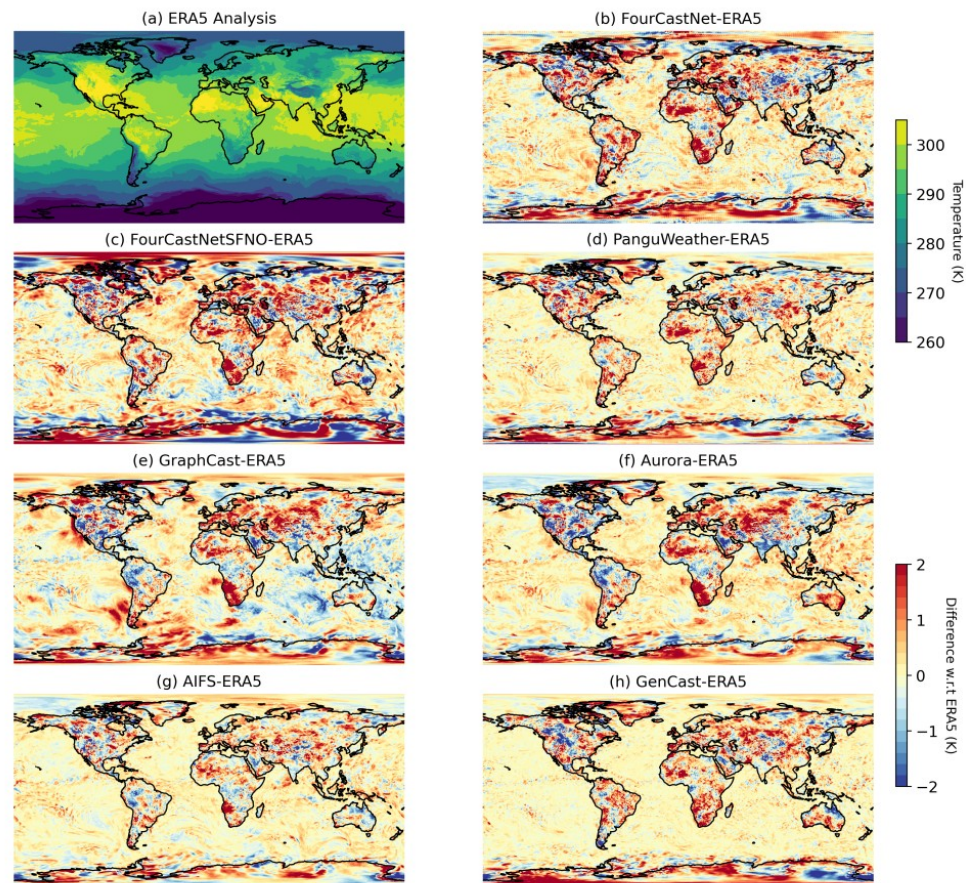 (a) ERA5 Analysis
(b) FourCastNet-ERA5
(c) FourCastNetSFNO-ERA5
(d) PanguWeather-ERA5
(e) GraphCast-ERA5
(f) Aurora-ERA5
(g) AIFS-ERA5
(h) GenCast-ERA5
300
290
280
270
260
Temperature (K)
2
1
0
−1
−2
Difference w.r.t ERA5 (K)